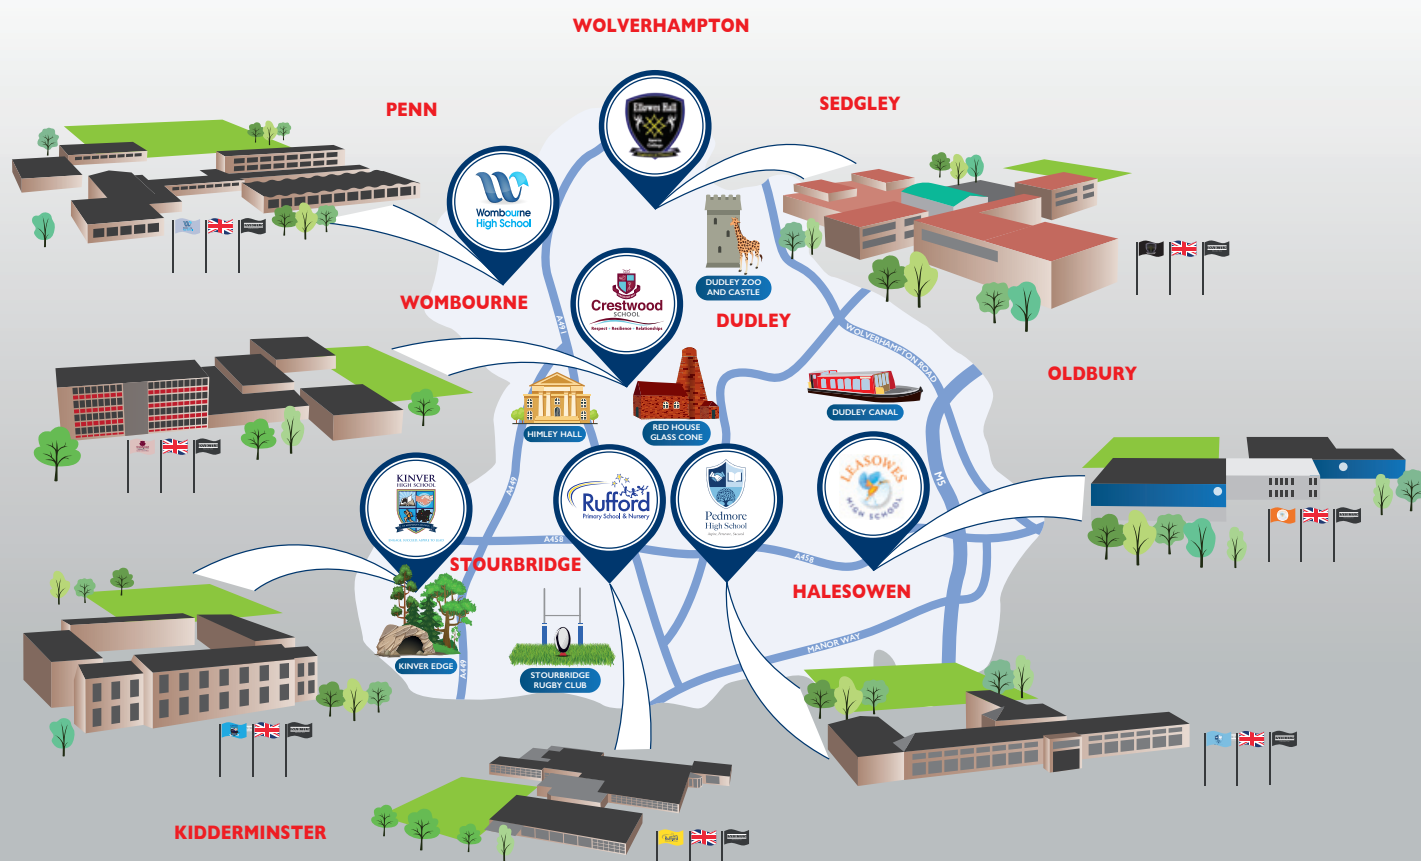 WOLVERHAMPTON
PENN
SEDGLEY
Ellowes Hall
Wombourne
High School
DUDLEY ZOO
AND CASTLE
WOMBOURNE
Crestwood
SCHOOL
Respect - Resilience - Relationships
DUDLEY
A491
WOLVERHAMPTON ROAD
OLDBURY
HIMLEY HALL
RED HOUSE
GLASS CONE
DUDLEY CANAL
KINVER
HIGH SCHOOL
Rufford
Primary School & Nursery
Pedmore
High School
LEASOWES
HIGH SCHOOL
M5
A449
A458
A458
STOURBRIDGE
HALESOWEN
MANOR WAY
KINVER EDGE
A449
STOURBRIDGE
RUGBY CLUB
KIDDERMINSTER